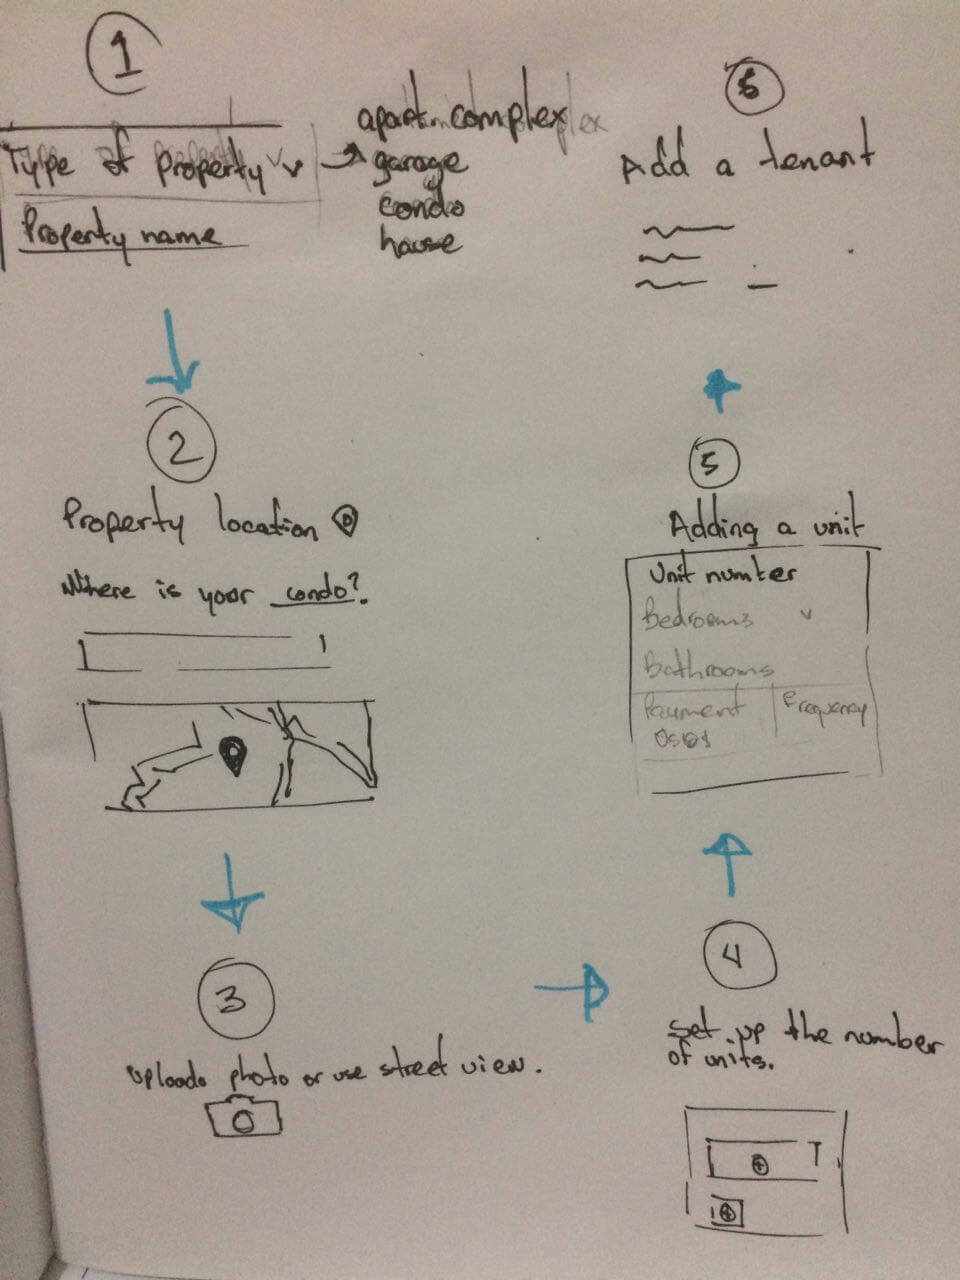 1
Type of property
Property name
apart. complex
garage
condo
house
2
Property location
Where is your condo?
3
Upload photo or use street view.
4
Set up the number
of units.
5
Adding a unit
Unit number
Bedrooms
Bathrooms
Payment
Frequency
6
Add a tenant